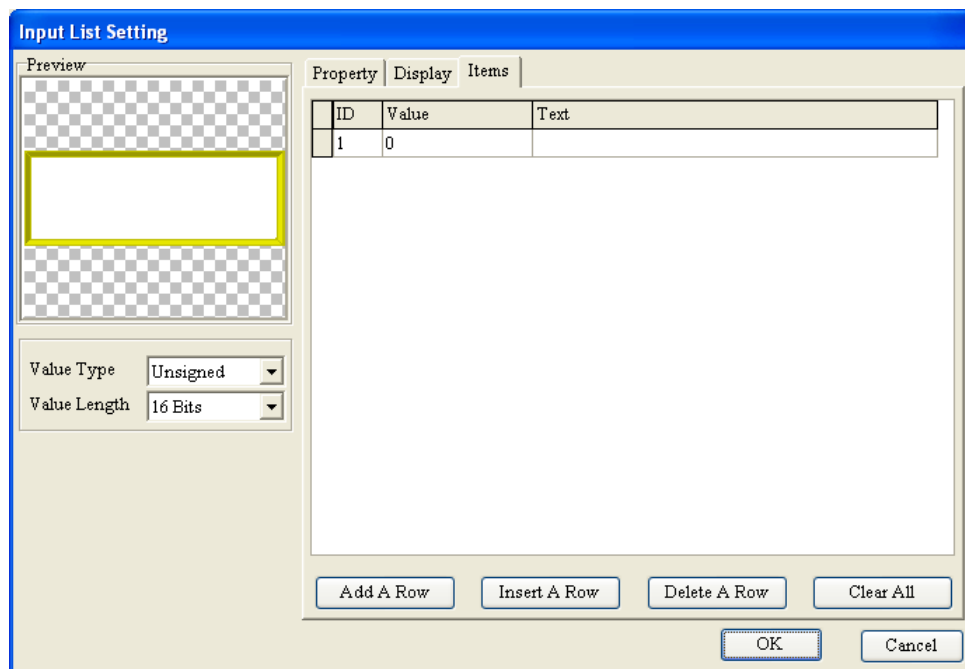 Input List Setting
Preview
Property Display Items
ID Value Text
1 0
Value Type Unsigned
Value Length 16 Bits
Add A Row Insert A Row Delete A Row Clear All
OK Cancel